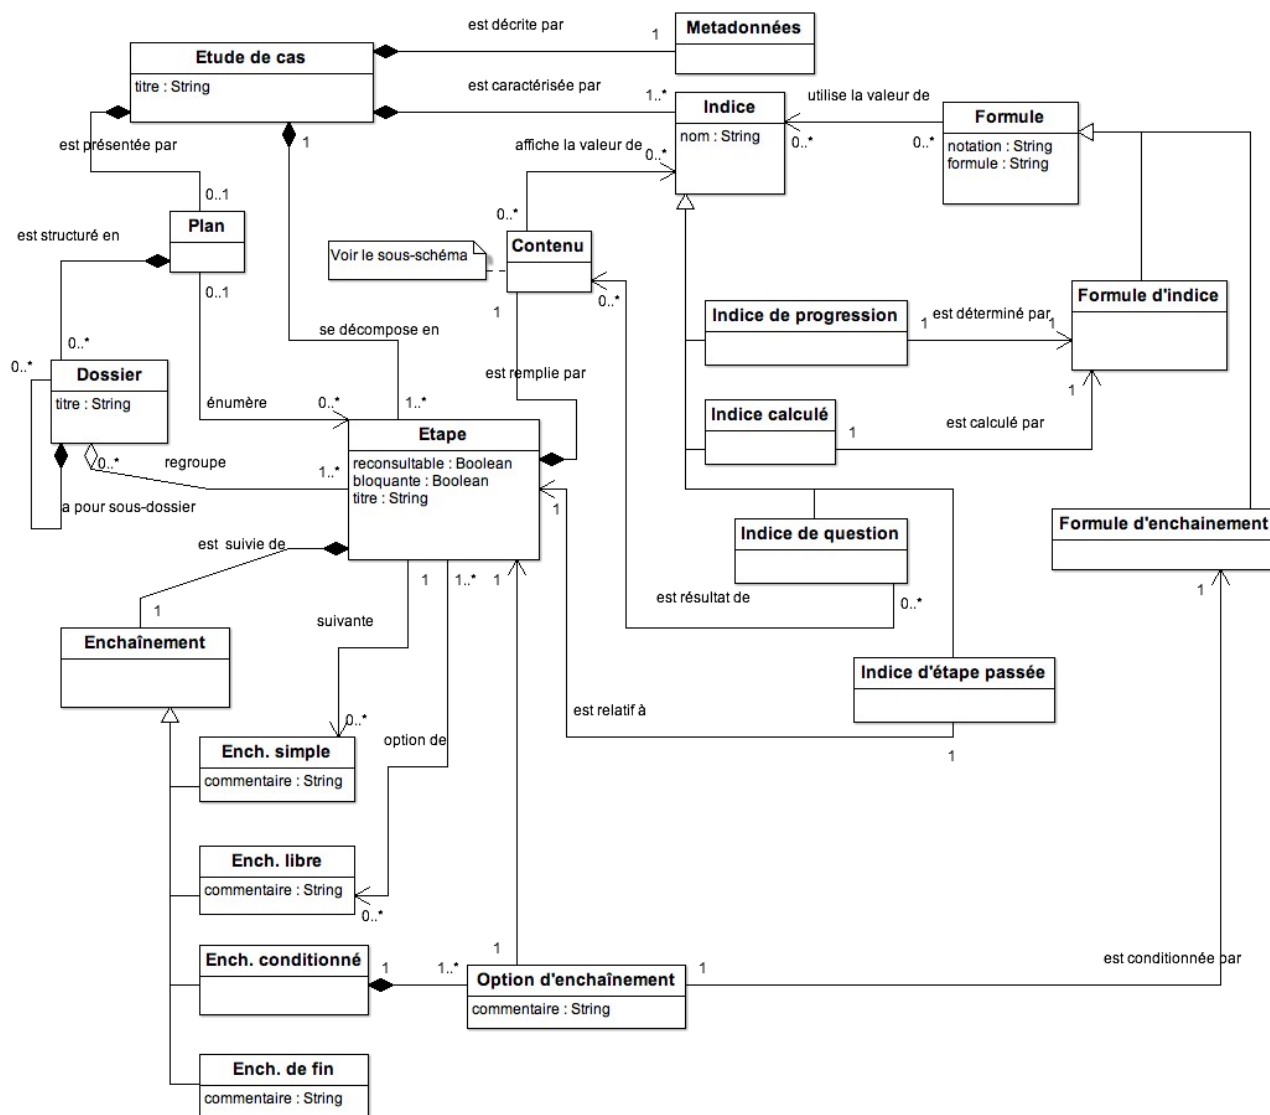 est décrite par
1
Metadonnées
Etude de cas
titre : String
est caractérisée par
1..*
Indice
nom : String
utilise la valeur de
0..*
0..*
Formule
notation : String
formule : String
1
est présentée par
affiche la valeur de
0..*
0..1
Plan
0..*
est structuré en
Voir le sous-schéma
Contenu
0..1
1
0..*
Formule d'indice
Indice de progression
1
est déterminé par
1
se décompose en
0..*
0..*
Dossier
titre : String
est remplie par
énumère
0..*
1..*
1
Indice calculé
1
est calculé par
Etape
reconsultable : Boolean
bloquante : Boolean
titre : String
0..*
regroupe
1..*
a pour sous-dossier
1
Indice de question
Formule d'enchainement
est suivie de
1
1..*
1
est résultat de
0..*
1
1
Enchaînement
suivante
Indice d'étape passée
est relatif à
0..*
option de
1
Ench. simple
commentaire : String
Ench. libre
commentaire : String
0..*
Ench. conditionné
1
1..*
1
Option d'enchaînement
commentaire : String
1
est conditionnée par
Ench. de fin
commentaire : String